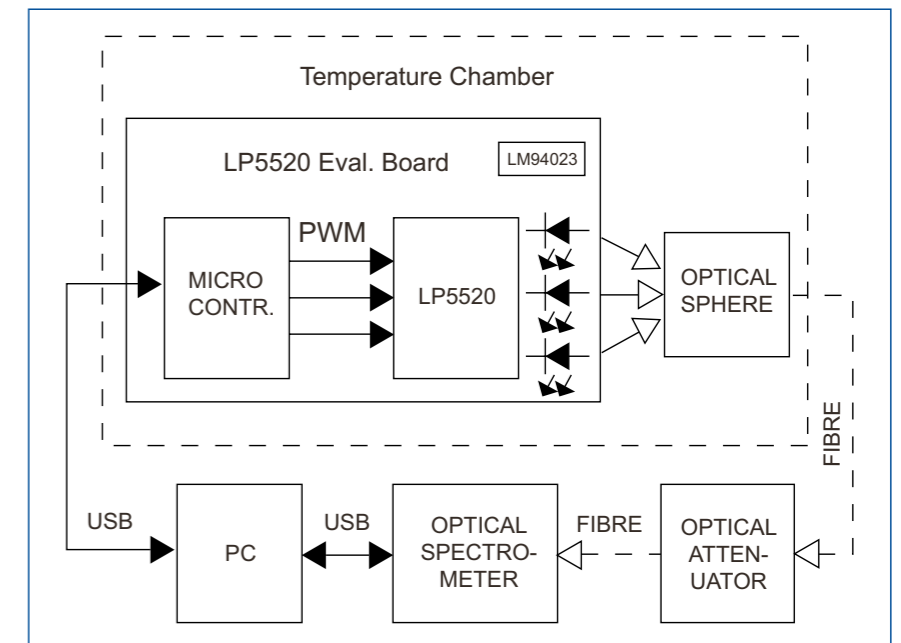 Temperature Chamber
LP5520 Eval. Board
LM94023
PWM
MICRO
CONTR.
LP5520
OPTICAL
SPHERE
FIBRE
USB
PC
USB
OPTICAL
SPECTRO-
METER
FIBRE
OPTICAL
ATTEN-
UATOR